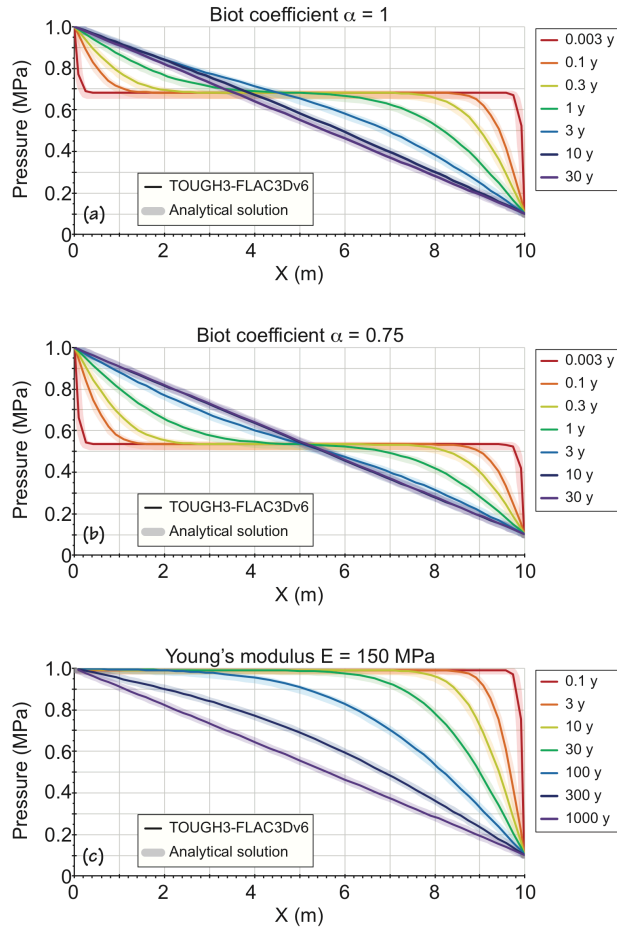 Biot coefficient α = 1
1.0
0.8
0.6
0.4
0.2
0
Pressure (MPa)
(a)
TOUGH3-FLAC3Dv6
Analytical solution
0 2 4 6 8 10
X (m)
0.003 y
0.1 y
0.3 y
1 y
3 y
10 y
30 y
Biot coefficient α = 0.75
1.0
0.8
0.6
0.4
0.2
0
Pressure (MPa)
(b)
TOUGH3-FLAC3Dv6
Analytical solution
0 2 4 6 8 10
X (m)
0.003 y
0.1 y
0.3 y
1 y
3 y
10 y
30 y
Young's modulus E = 150 MPa
1.0
0.8
0.6
0.4
0.2
0
Pressure (MPa)
(c)
TOUGH3-FLAC3Dv6
Analytical solution
0 2 4 6 8 10
X (m)
0.1 y
3 y
10 y
30 y
100 y
300 y
1000 y